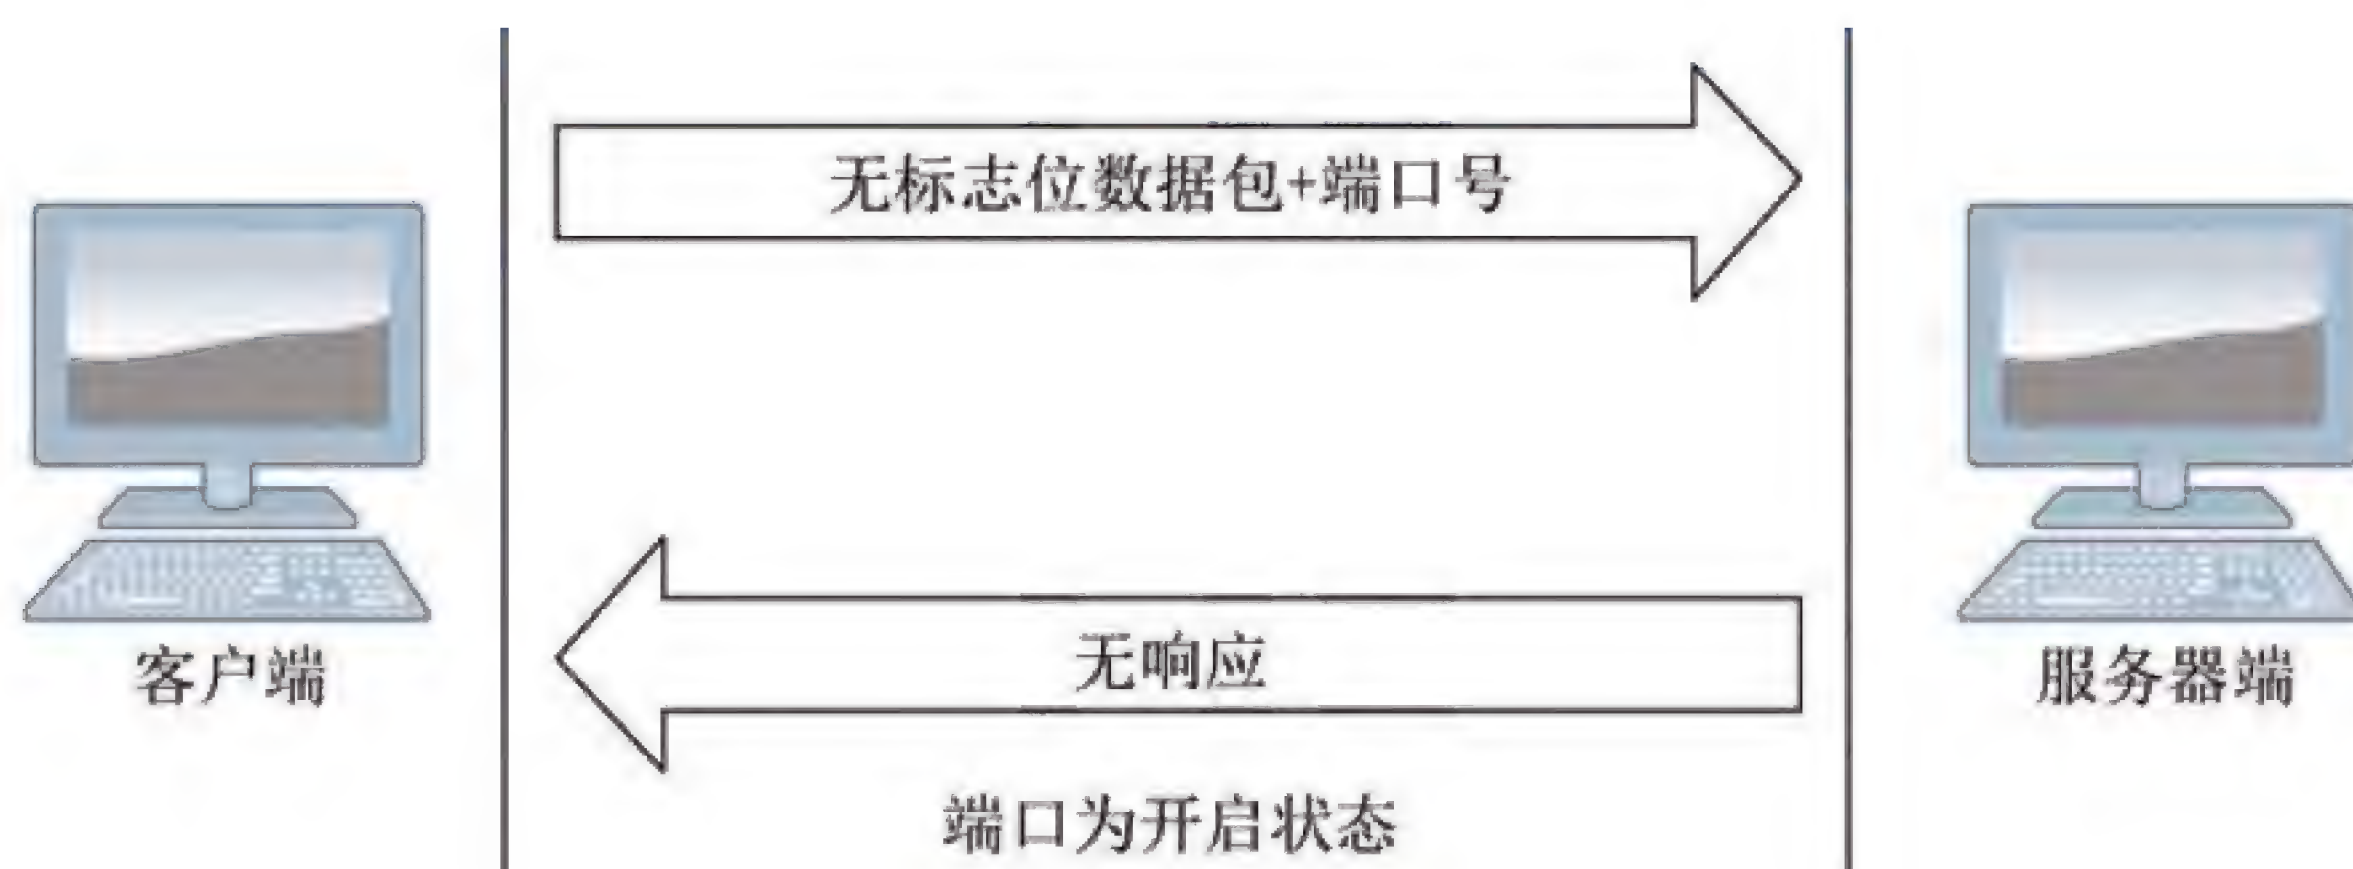 无标志位数据包+端口号
客户端
无响应
服务器端
端口为开启状态